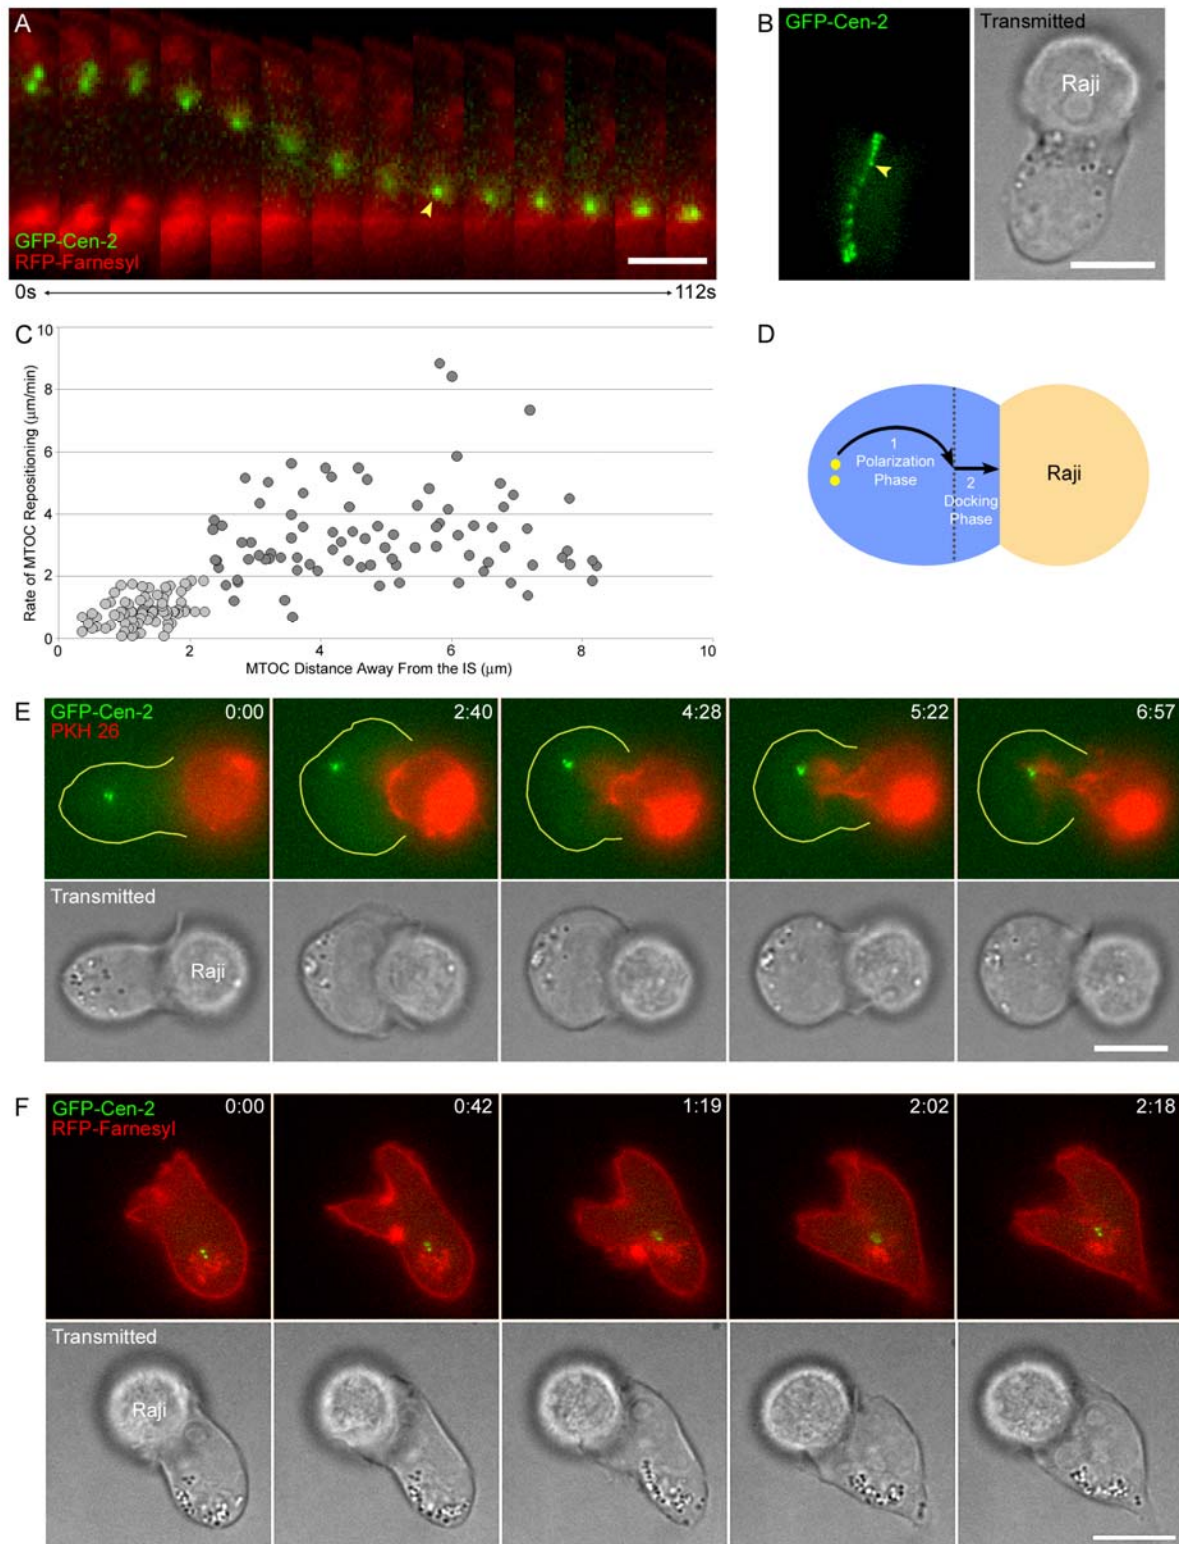 A
GFP-Cen-2
RFP-Farnesyl
0s
112s
B
GFP-Cen-2
Transmitted
Raji
C
Rate of MTOC Repositioning (μm/min)
10
8
6
4
2
0
0
2
4
6
8
10
MTOC Distance Away From the IS (μm)
D
1
Polarization
Phase
2
Docking
Phase
Raji
E
GFP-Cen-2
PKH 26
0:00
2:40
4:28
5:22
6:57
Transmitted
Raji
F
GFP-Cen-2
RFP-Farnesyl
0:00
0:42
1:19
2:02
2:18
Transmitted
Raji